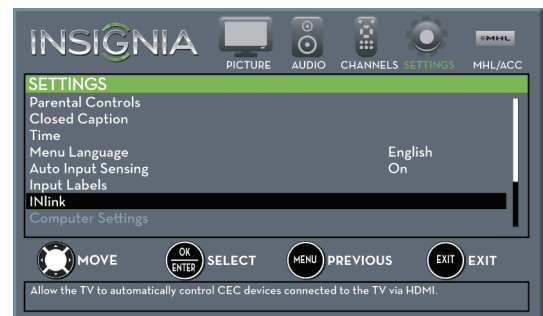 INSIGNIA
PICTURE AUDIO CHANNELS SETTINGS MHL/ACC
MHL
SETTINGS
Parental Controls
Closed Caption
Time
Menu Language English
Auto Input Sensing On
Input Labels
INlink
Computer Settings
MOVE OK ENTER SELECT MENU PREVIOUS EXIT EXIT
Allow the TV to automatically control CEC devices connected to the TV via HDMI.